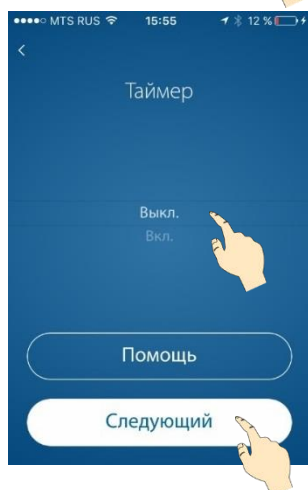 MTS RUS 15:55 12 %
Таймер
Выкл.
Вкл.
Помощь
Следующий